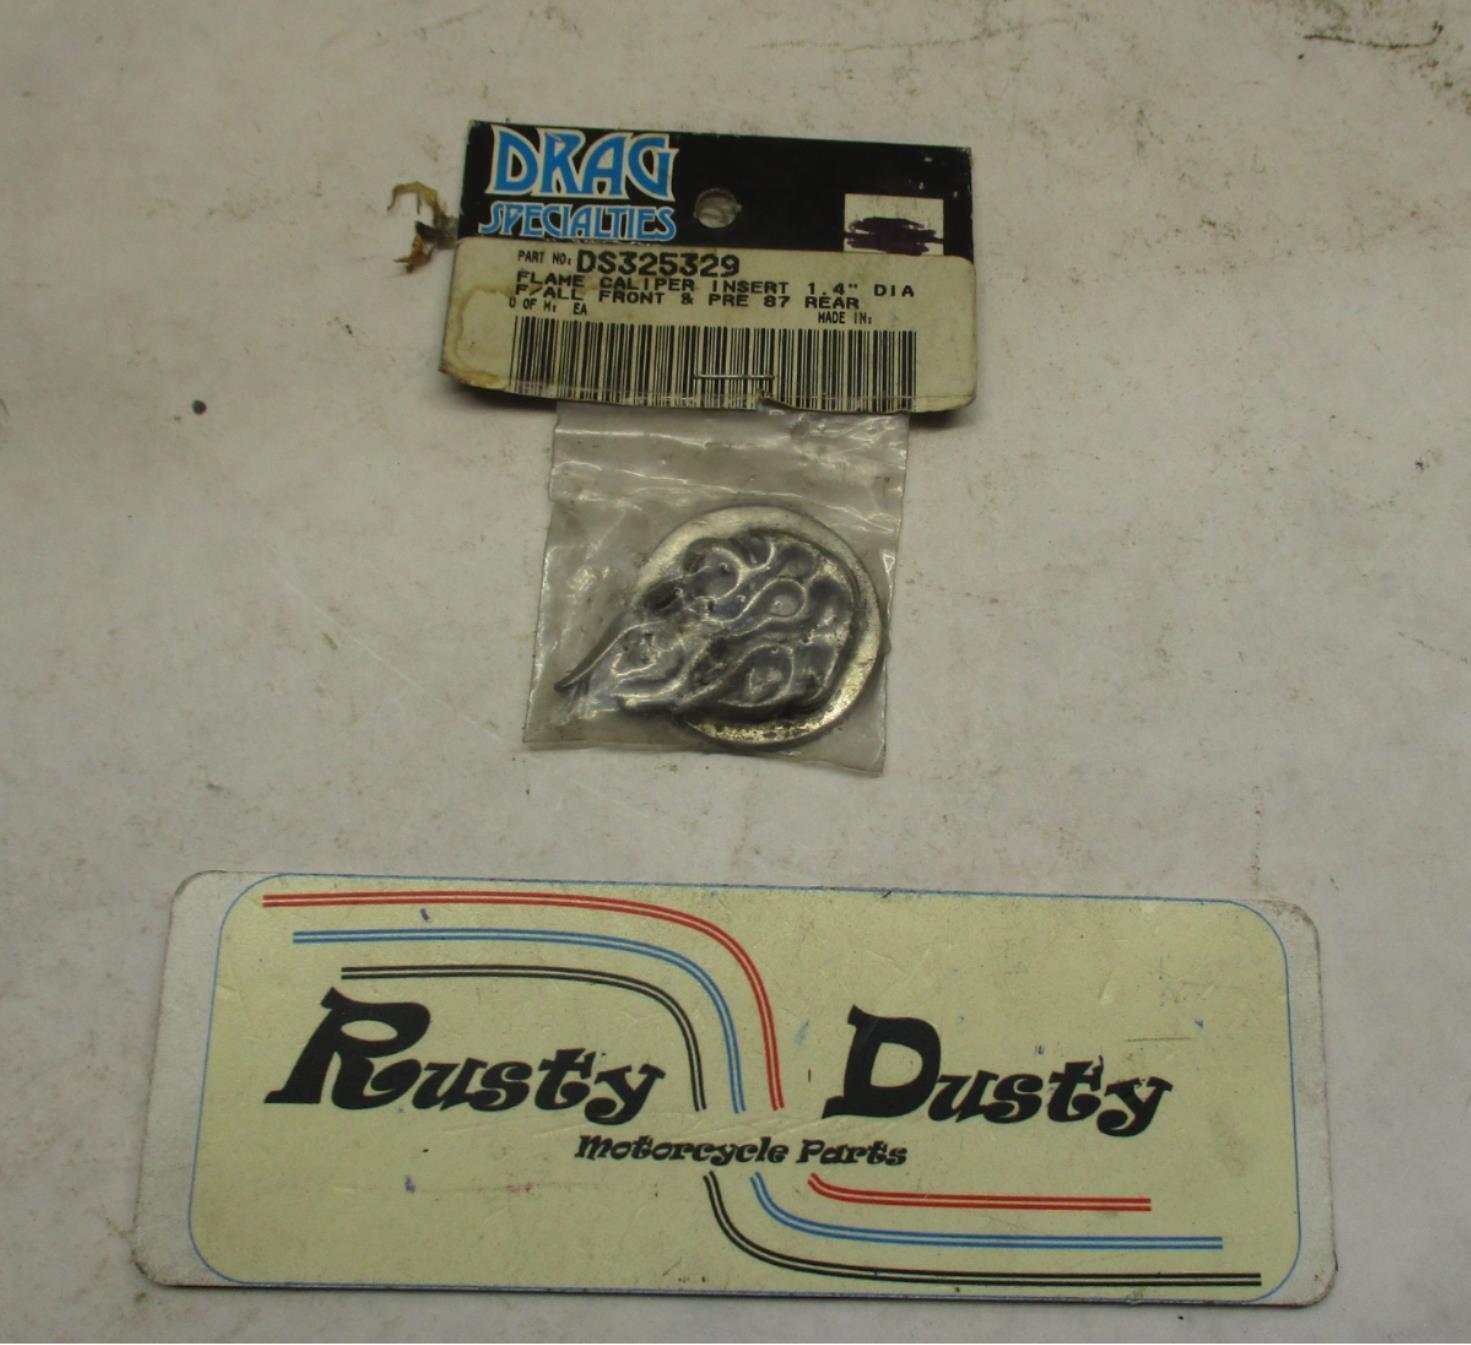 DRAG
SPECIALTIES
PART NO: DS325329
FLAME CALIPER INSERT 1.4" DIA
F/ALL FRONT & PRE 87 REAR
U OF M: EA MADE IN:
Rusty Dusty
Motorcycle Parts